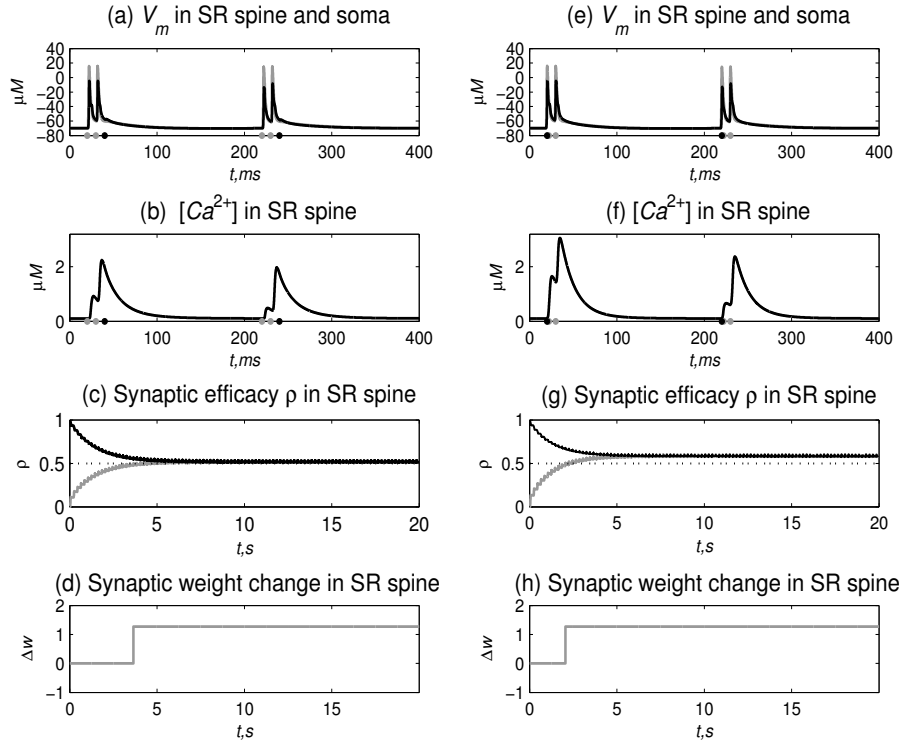 (a) Vm in SR spine and soma
μM
40
20
0
−20
−40
−60
−80
0 100 200 300 400
t,ms
(b) [Ca2+] in SR spine
μM
2
0
0 100 200 300 400
t,ms
(c) Synaptic efficacy ρ in SR spine
ρ
1
0.5
0
0 5 10 15 20
t,s
(d) Synaptic weight change in SR spine
Δw
2
1
0
−1
0 5 10 15 20
t,s
(e) Vm in SR spine and soma
μM
40
20
0
−20
−40
−60
−80
0 100 200 300 400
t,ms
(f) [Ca2+] in SR spine
μM
2
0
0 100 200 300 400
t,ms
(g) Synaptic efficacy ρ in SR spine
ρ
1
0.5
0
0 5 10 15 20
t,s
(h) Synaptic weight change in SR spine
Δw
2
1
0
−1
0 5 10 15 20
t,s